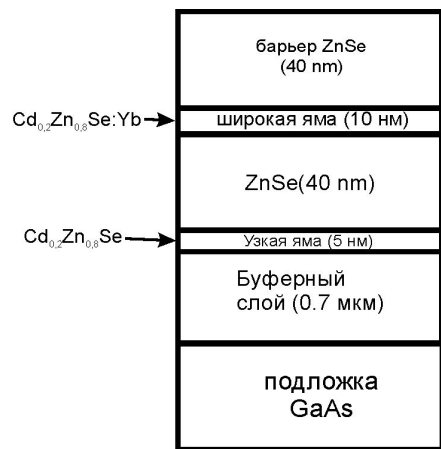 барьер ZnSe
(40 nm)
Cd0,2Zn0,8Se:Yb
широкая яма (10 нм)
ZnSe(40 nm)
Cd0,2Zn0,8Se
Узкая яма (5 нм)
Буферный
слой (0.7 мкм)
подложка
GaAs